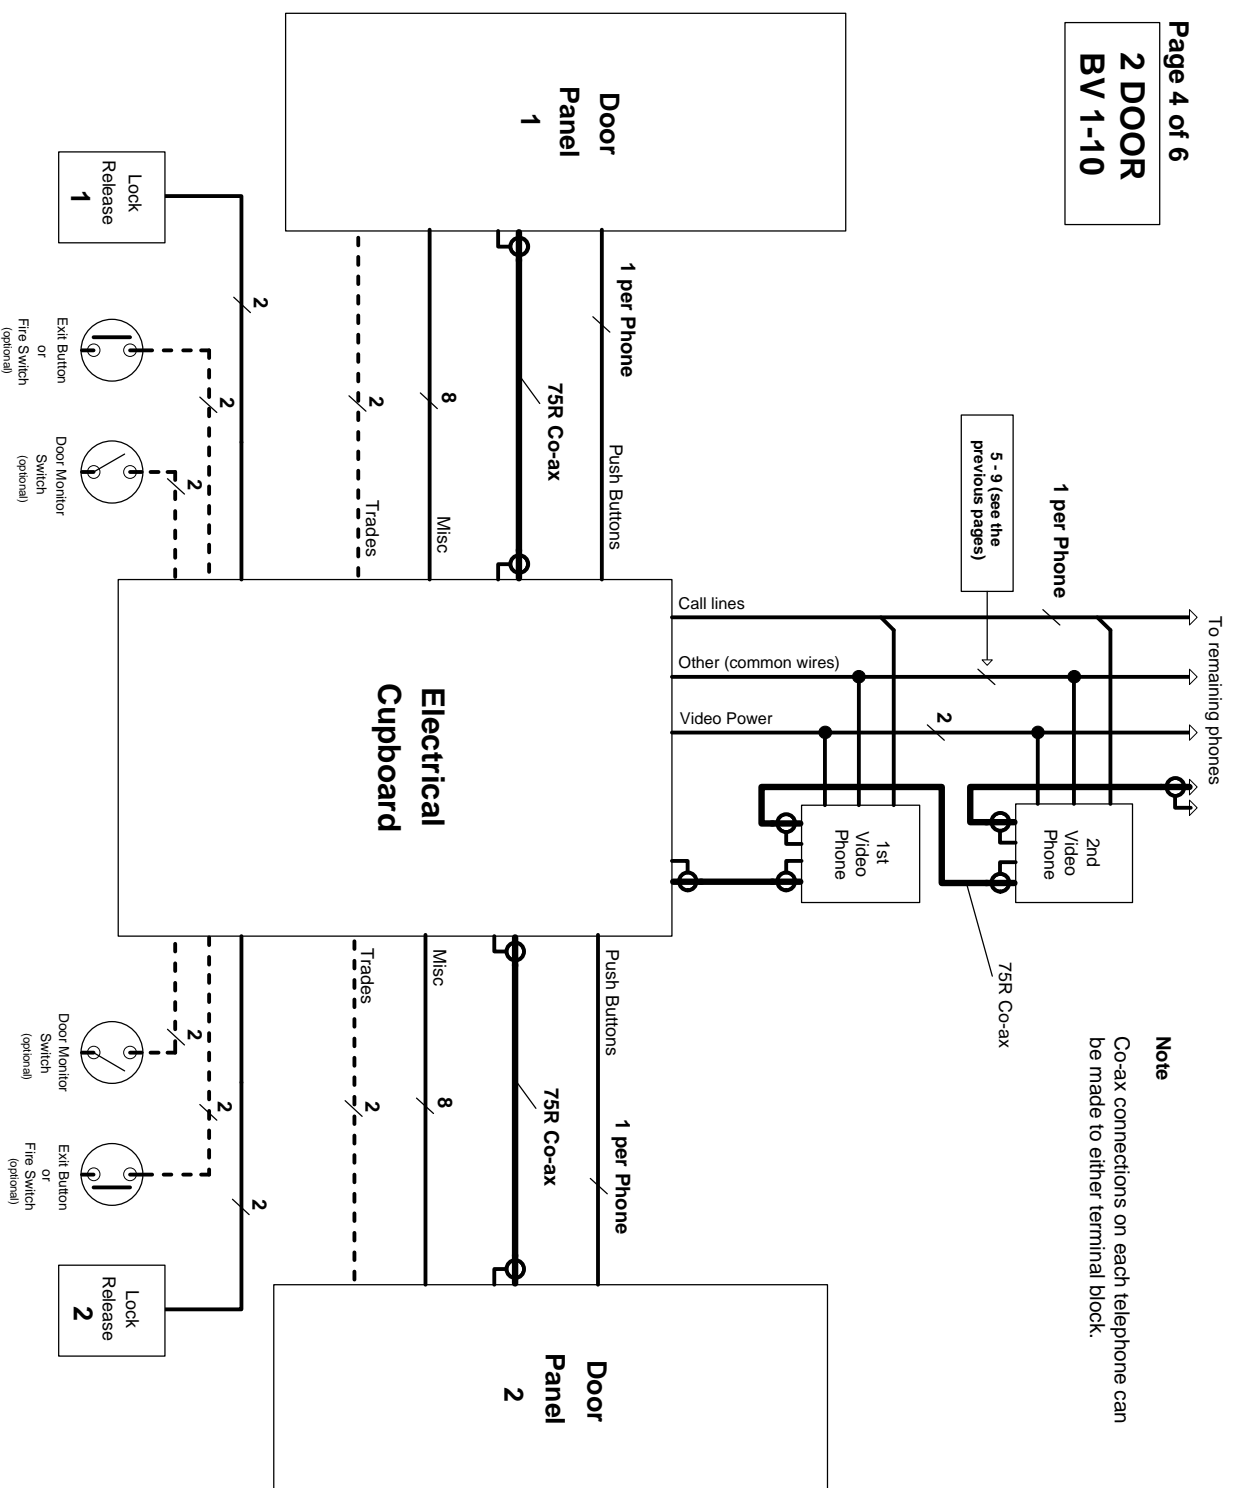 Page 4 of 6
2 DOOR
BV 1-10
Note
Co-ax connections on each telephone can
be made to either terminal block.
To remaining phones
1 per Phone
5 - 9 (see the
previous pages)
2
2nd
Video
Phone
75R Co-ax
1st
Video
Phone
Call lines
Other (common wires)
Video Power
Door
Panel
1
1 per Phone
Push Buttons
75R Co-ax
8
Misc
2
Trades
Electrical
Cupboard
Push Buttons
1 per Phone
75R Co-ax
Misc
8
Trades
2
Door
Panel
2
Lock
Release
1
2
2
2
Exit Button
or
Fire Switch
(optional)
Door Monitor
Switch
(optional)
2
2
2
Door Monitor
Switch
(optional)
Exit Button
or
Fire Switch
(optional)
Lock
Release
2